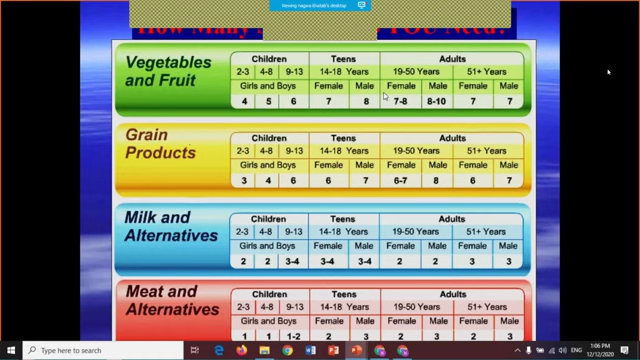 Viewing nagwa Shebah's desktop
How Many
YOU Need?
Vegetables and Fruit
Children Teens Adults
2-3 4-8 9-13 14-18 Years 19-50 Years 51+ Years
Girls and Boys Female Male Female Male Female Male
4 5 6 7 8 7-8 8-10 7 7
Grain Products
Children Teens Adults
2-3 4-8 9-13 14-18 Years 19-50 Years 51+ Years
Girls and Boys Female Male Female Male Female Male
3 4 6 6 7 6-7 8 6 7
Milk and Alternatives
Children Teens Adults
2-3 4-8 9-13 14-18 Years 19-50 Years 51+ Years
Girls and Boys Female Male Female Male Female Male
2 2 3-4 3-4 3-4 2 2 3 3
Meat and Alternatives
Children Teens Adults
2-3 4-8 9-13 14-18 Years 19-50 Years 51+ Years
Girls and Boys Female Male Female Male Female Male
1 1 1-2 2 3 2 3 2 3
Type here to search
ENG
1:06 PM
12/12/2020